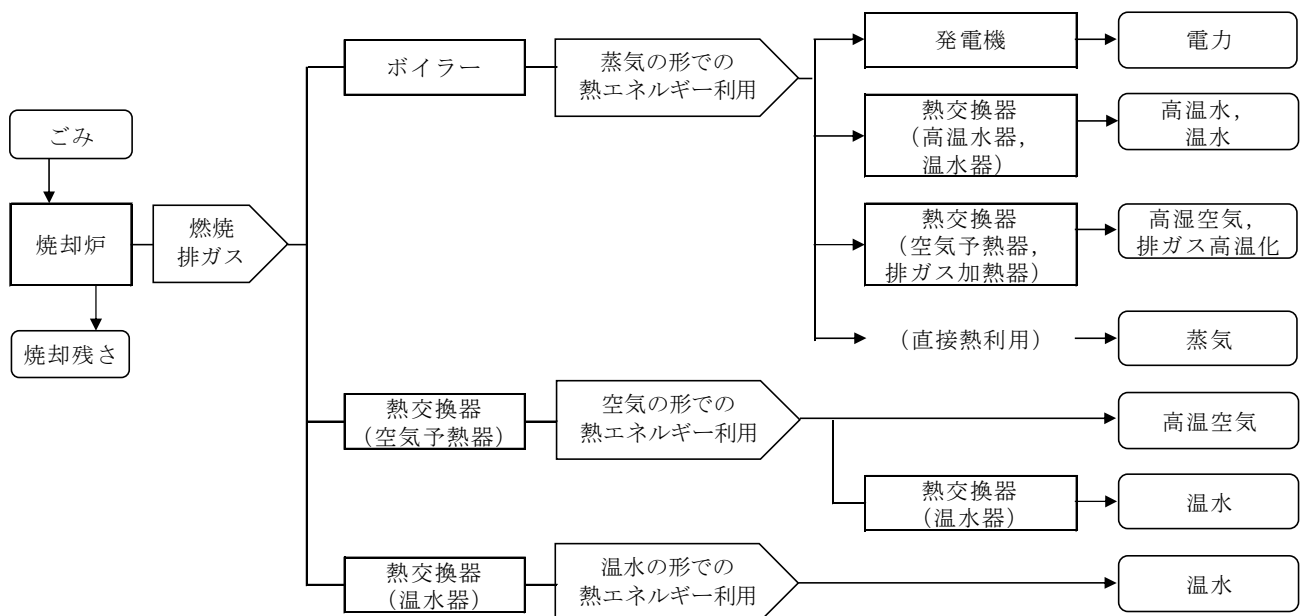 ごみ
焼却炉
焼却残さ
燃焼
排ガス
ボイラー
蒸気の形での
熱エネルギー利用
発電機
電力
熱交換器
(高温水器,
温水器)
高温水,
温水
熱交換器
(空気予熱器,
排ガス加熱器)
高湿空気,
排ガス高温化
(直接熱利用)
蒸気
熱交換器
(空気予熱器)
空気の形での
熱エネルギー利用
高温空気
熱交換器
(温水器)
温水
熱交換器
(温水器)
温水の形での
熱エネルギー利用
温水